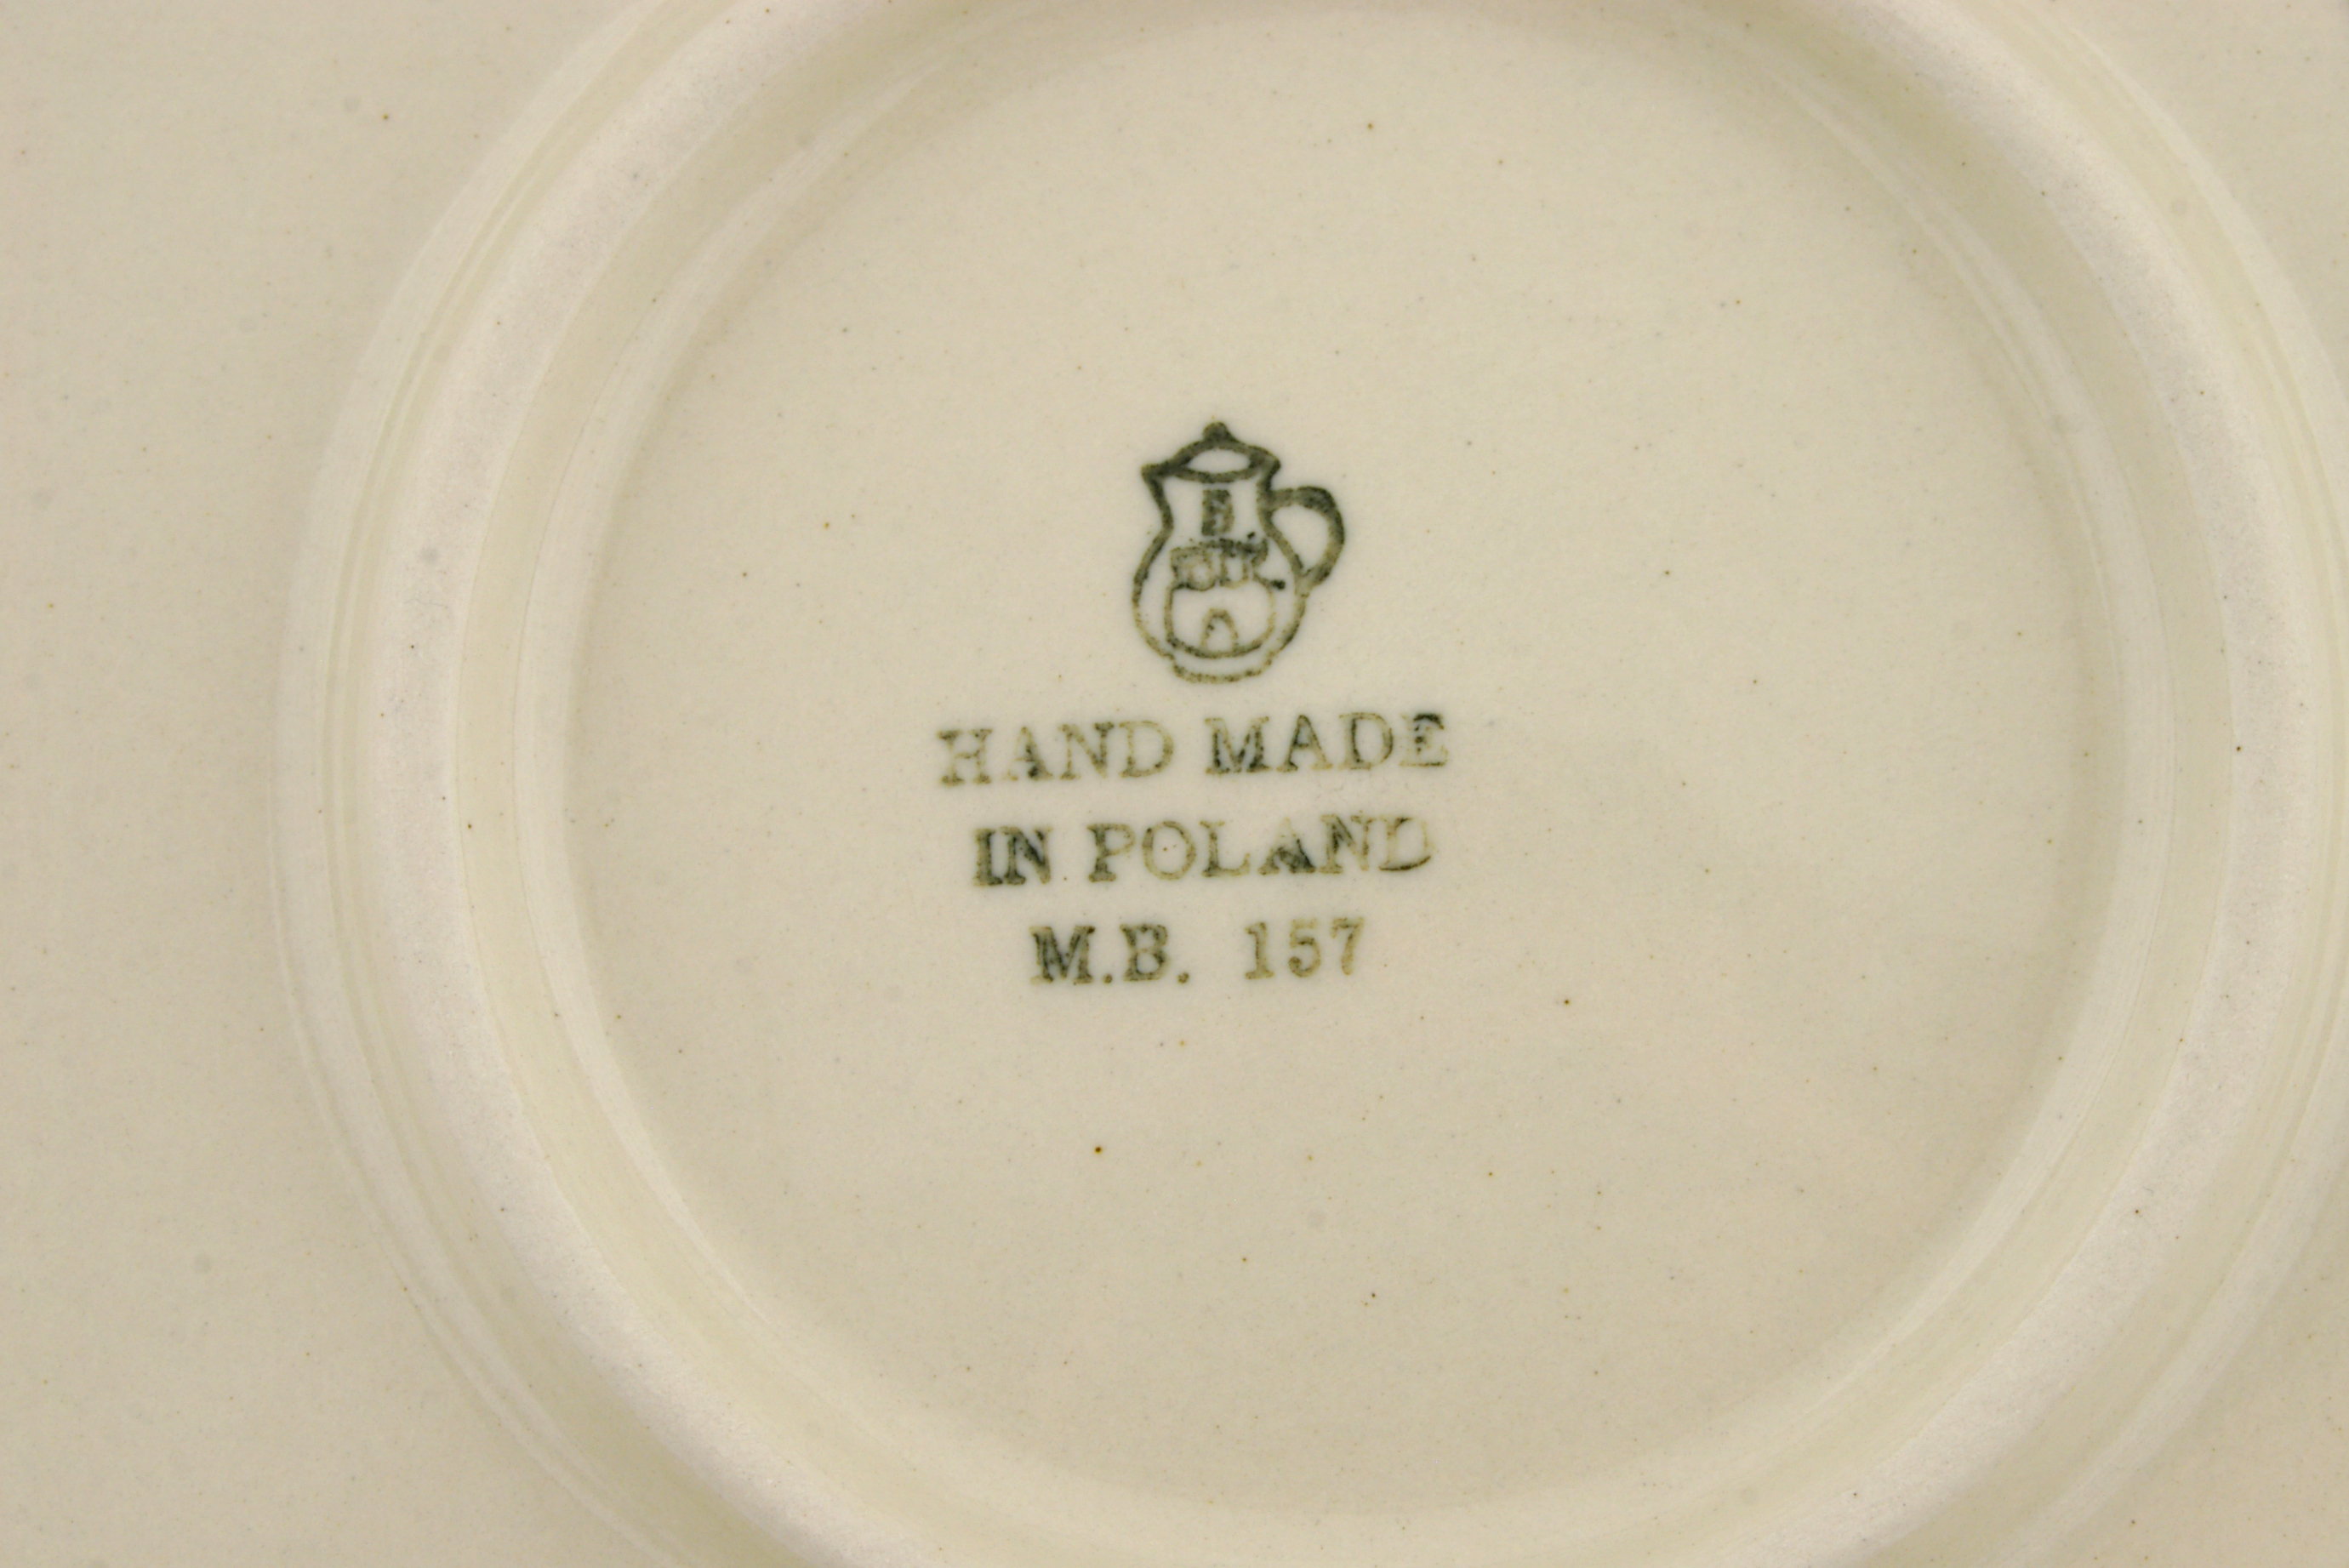 B
HAND MADE
IN POLAND
M.B. 157